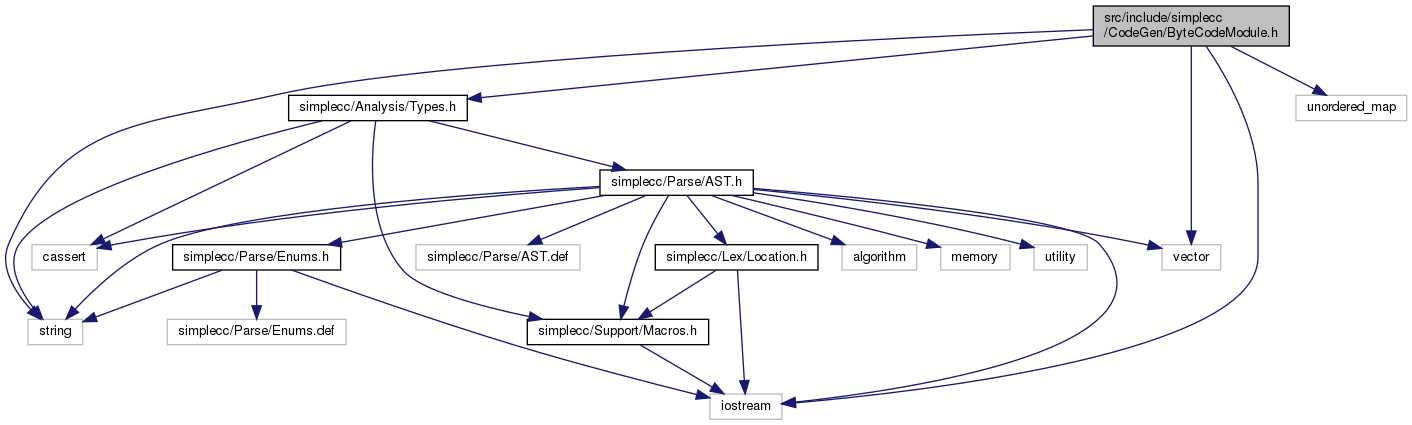 src/include/simplecc
/CodeGen/ByteCodeModule.h
simplecc/Analysis/Types.h
unordered_map
simplecc/Parse/AST.h
cassert
simplecc/Parse/Enums.h
simplecc/Parse/AST.def
simplecc/Lex/Location.h
algorithm
memory
utility
vector
string
simplecc/Parse/Enums.def
simplecc/Support/Macros.h
iostream